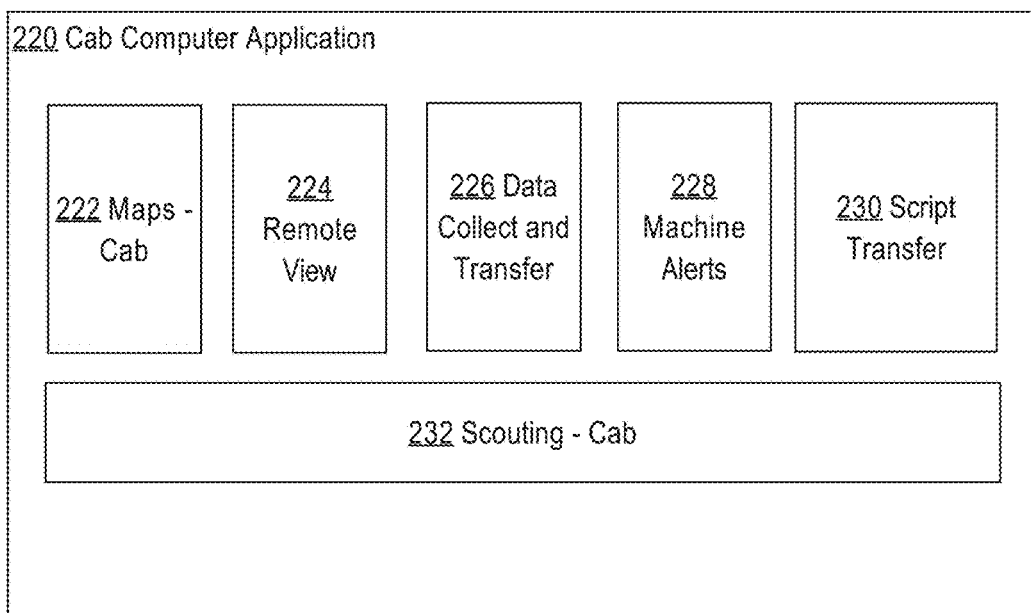 220 Cab Computer Application
222 Maps -
Cab
224
Remote
View
226 Data
Collect and
Transfer
228
Machine
Alerts
230 Script
Transfer
232 Scouting - Cab